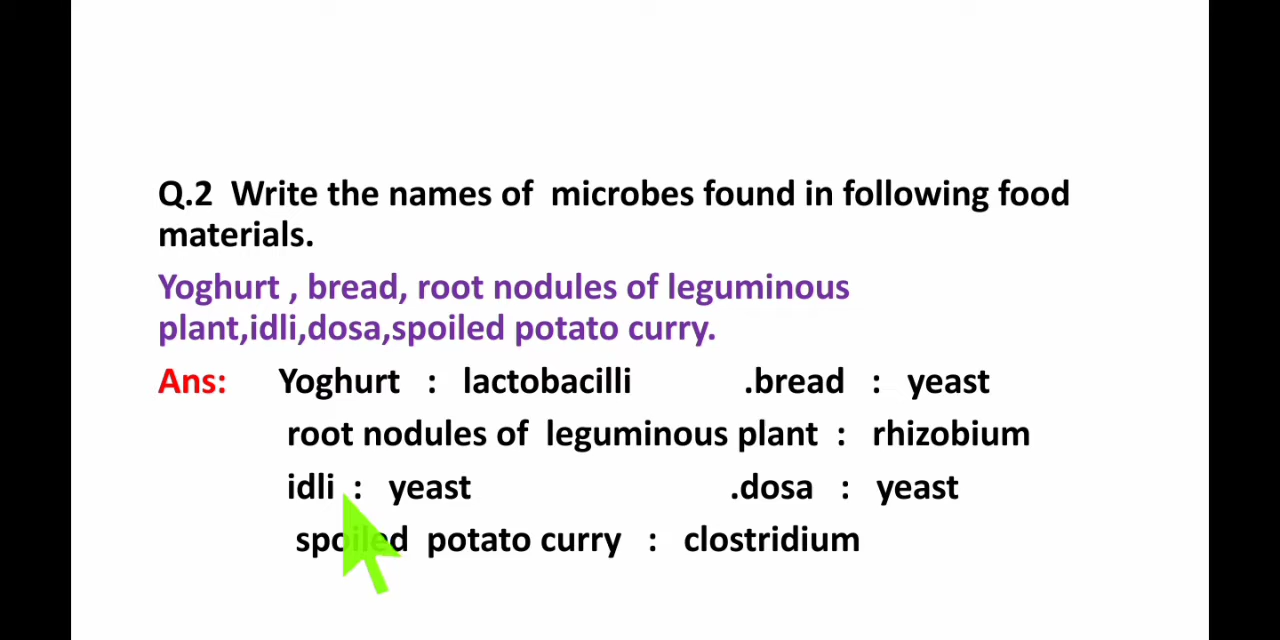 Q.2 Write the names of microbes found in following food
materials.
Yoghurt , bread, root nodules of leguminous
plant,idli,dosa,spoiled potato curry.
Ans: Yoghurt : lactobacilli .bread : yeast
root nodules of leguminous plant : rhizobium
idli : yeast .dosa : yeast
spoiled potato curry : clostridium